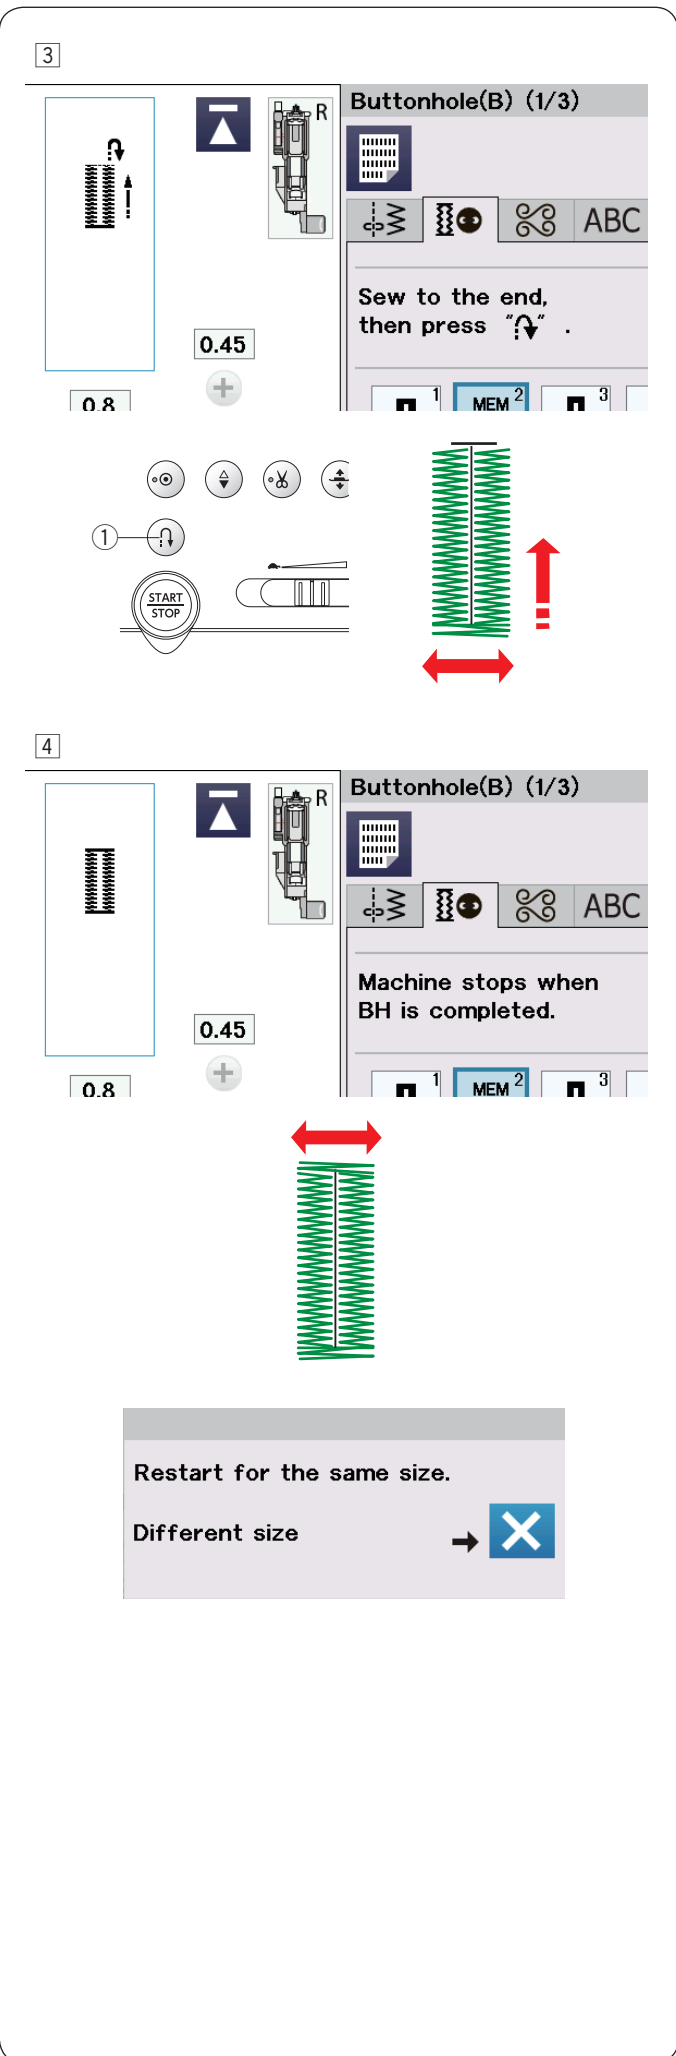 3
R
Buttonhole(B) (1/3)
ABC
Sew to the end,
then press " ".
0.45
0.8
1
MEM 2
3
1
START
STOP
4
R
Buttonhole(B) (1/3)
ABC
Machine stops when
BH is completed.
0.45
0.8
1
MEM 2
3
Restart for the same size.
Different size